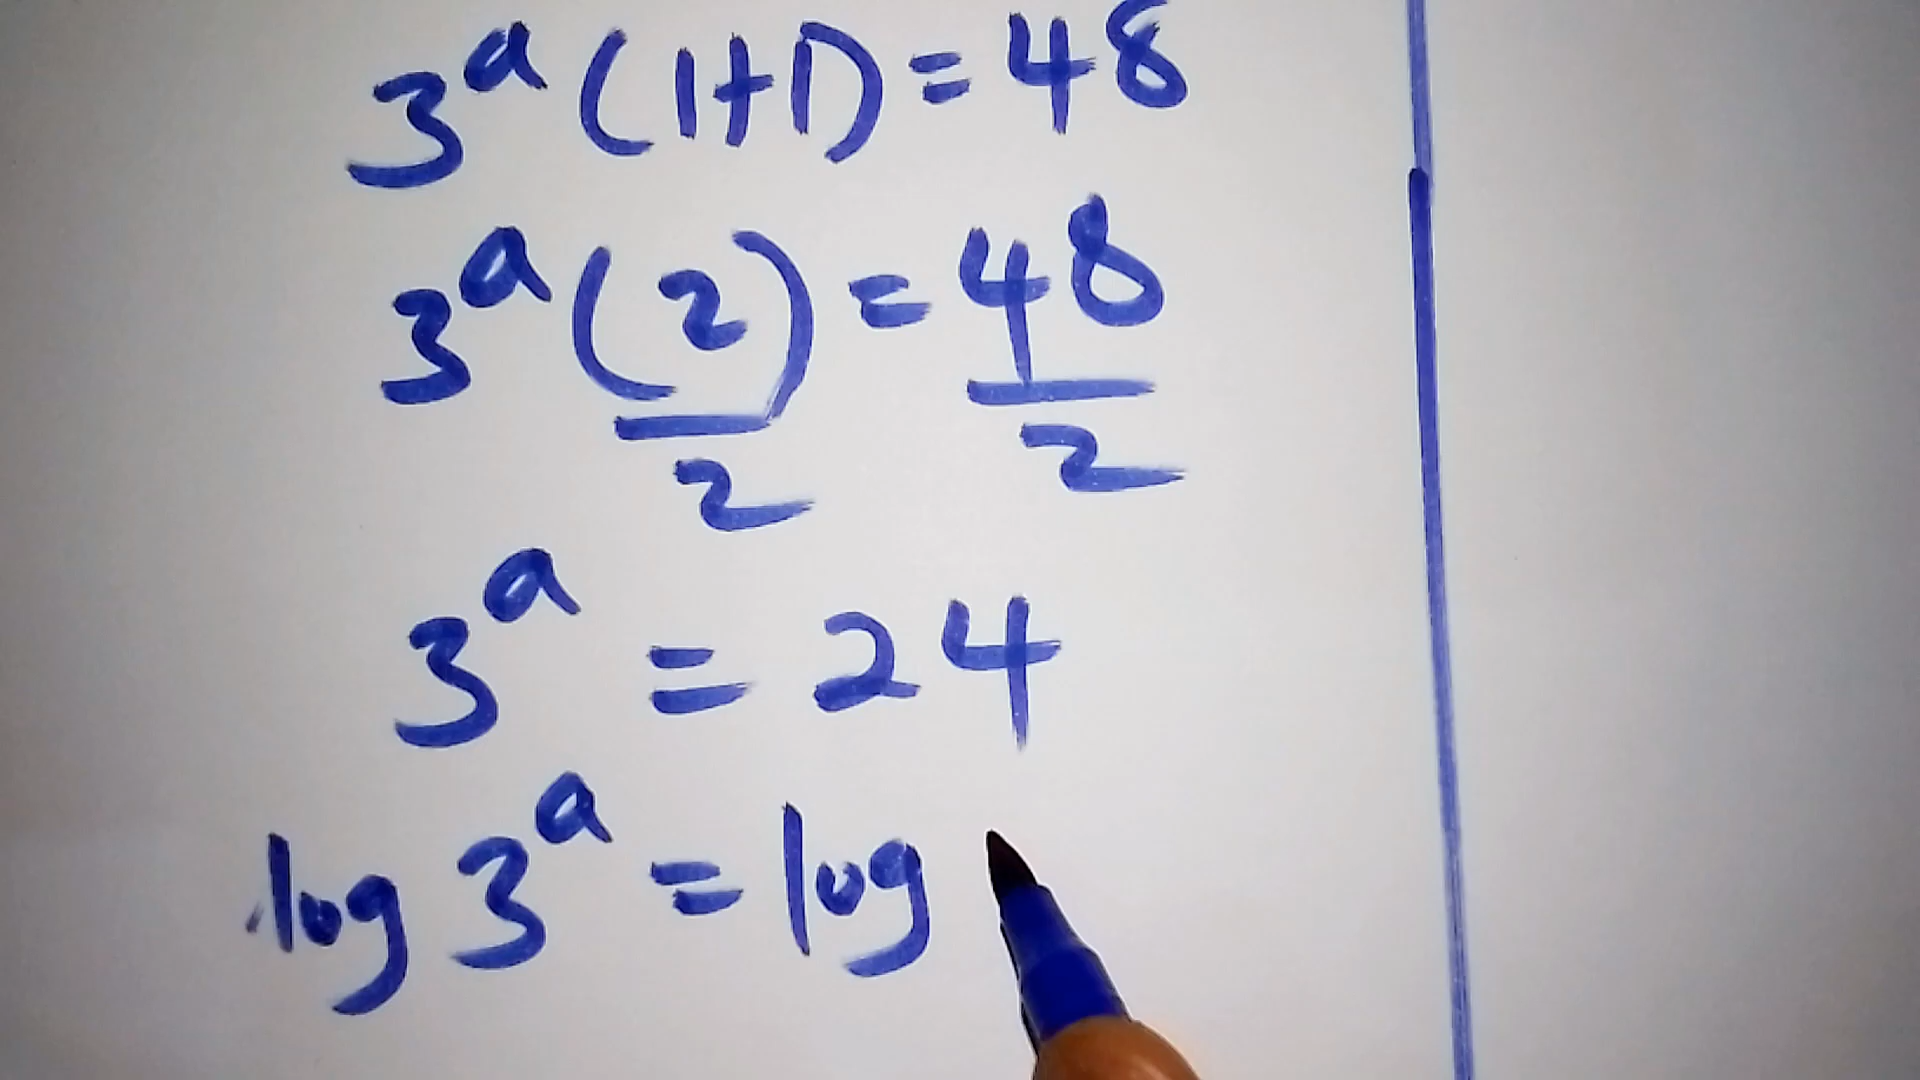 3^a (1+1) = 48
3^a (2)/2 = 48/2
3^a = 24
log 3^a = log